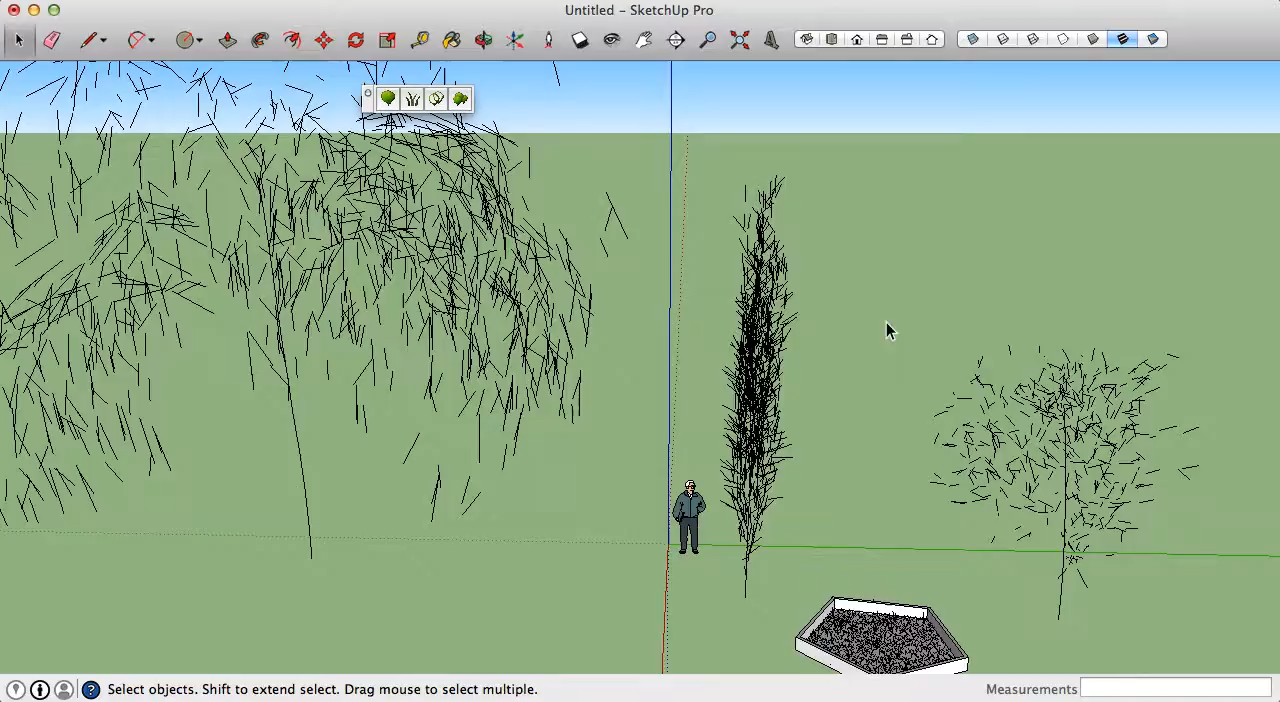 Untitled - SketchUp Pro
Select objects. Shift to extend select. Drag mouse to select multiple.
Measurements